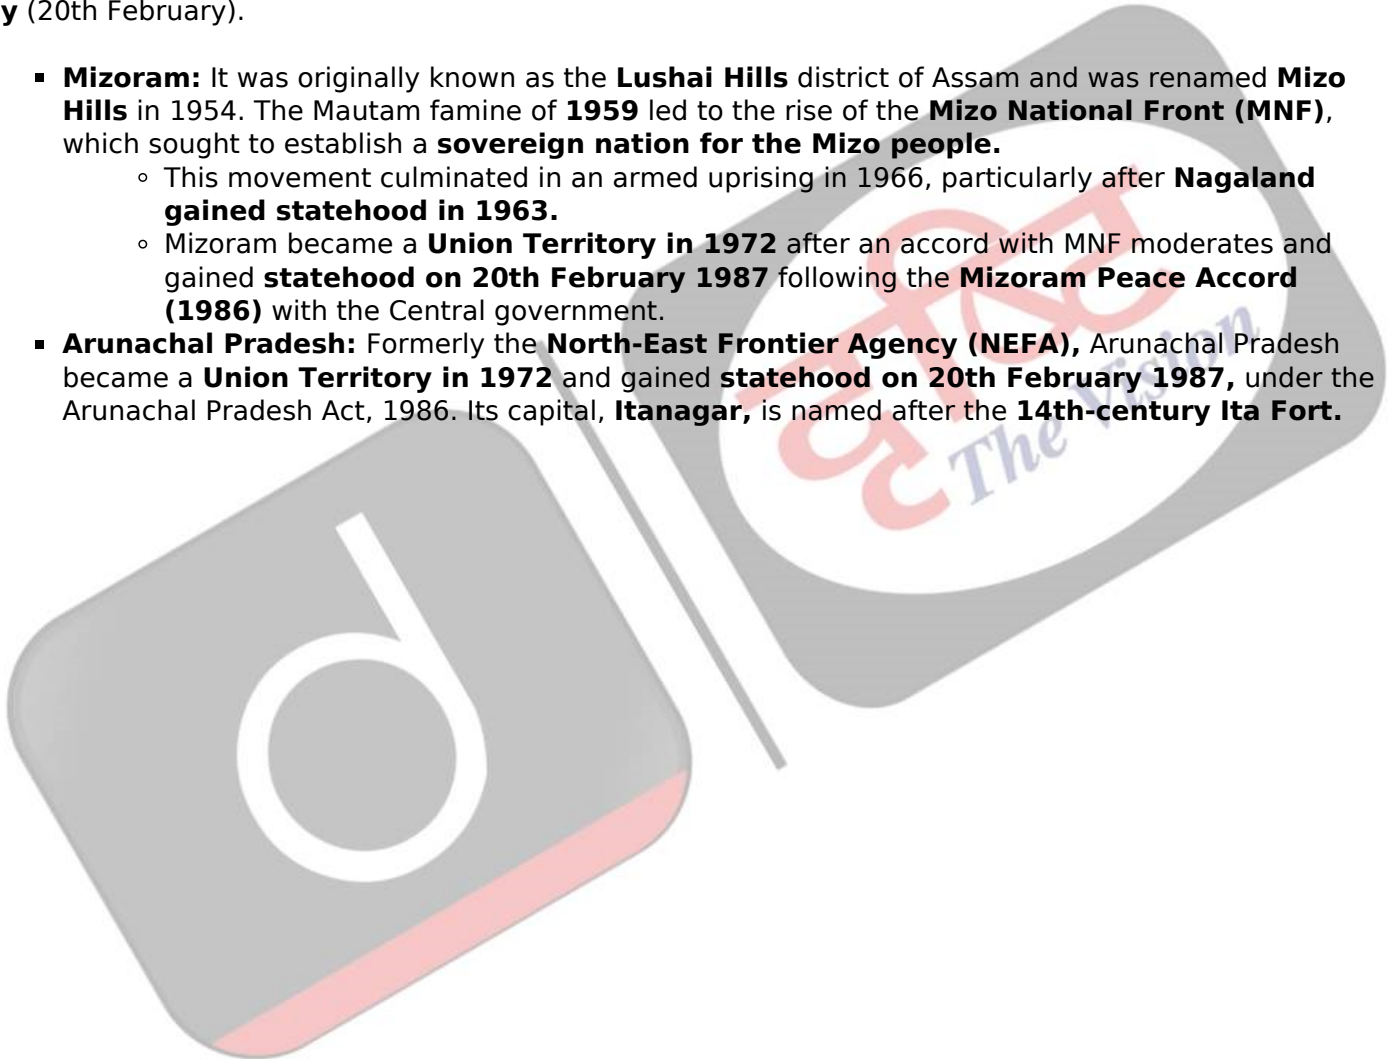 y (20th February).
▪ Mizoram: It was originally known as the Lushai Hills district of Assam and was renamed Mizo
Hills in 1954. The Mautam famine of 1959 led to the rise of the Mizo National Front (MNF),
which sought to establish a sovereign nation for the Mizo people.
◦ This movement culminated in an armed uprising in 1966, particularly after Nagaland
gained statehood in 1963.
◦ Mizoram became a Union Territory in 1972 after an accord with MNF moderates and
gained statehood on 20th February 1987 following the Mizoram Peace Accord
(1986) with the Central government.
▪ Arunachal Pradesh: Formerly the North-East Frontier Agency (NEFA), Arunachal Pradesh
became a Union Territory in 1972 and gained statehood on 20th February 1987, under the
Arunachal Pradesh Act, 1986. Its capital, Itanagar, is named after the 14th-century Ita Fort.
दृष्टि
The Vision
d